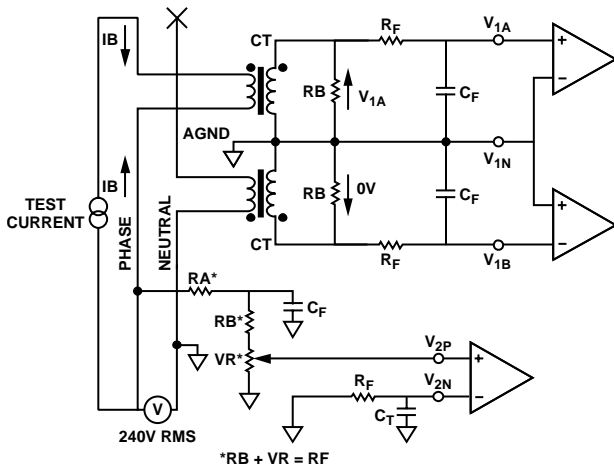 IB
CT
RF
V1A
RB
V1A
CF
AGND
V1N
IB
TEST
CURRENT
PHASE
NEUTRAL
RB
0V
CF
CT
RF
V1B
RA*
CF
RB*
VR*
V2P
RF
V2N
CT
V
240V RMS
*RB + VR = RF
+
−
+
−
+
−